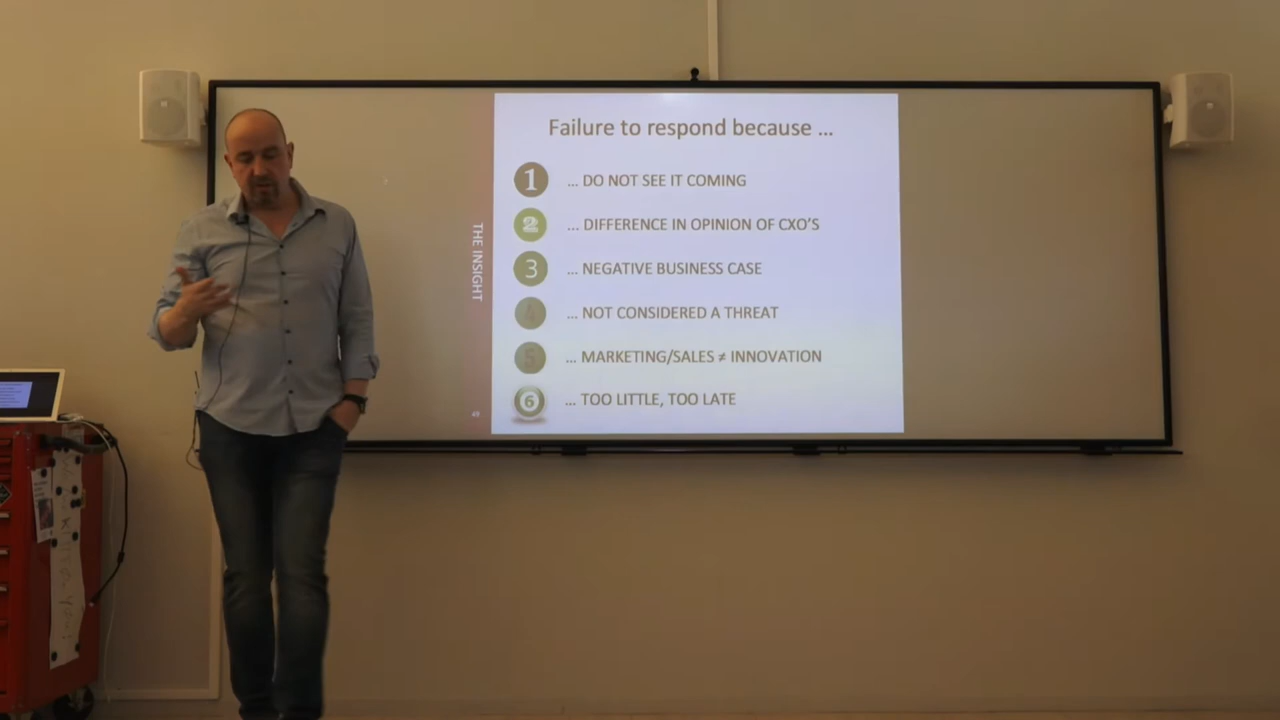 Failure to respond because ...
1 ... DO NOT SEE IT COMING
2 ... DIFFERENCE IN OPINION OF CXO'S
3 ... NEGATIVE BUSINESS CASE
4 ... NOT CONSIDERED A THREAT
5 ... MARKETING/SALES ≠ INNOVATION
6 ... TOO LITTLE, TOO LATE
THE INSIGHT